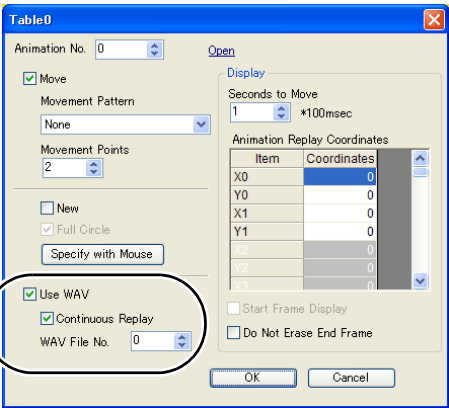 Table0
Animation No. 0
Open
Move
Movement Pattern
None
Movement Points
2
New
Full Circle
Specify with Mouse
Use WAV
Continuous Replay
WAV File No. 0
Display
Seconds to Move
1 *100msec
Animation Replay Coordinates
Item Coordinates
X0 0
Y0 0
X1 0
Y1 0
X2 0
Y2 0
X3 0
Start Frame Display
Do Not Erase End Frame
OK Cancel